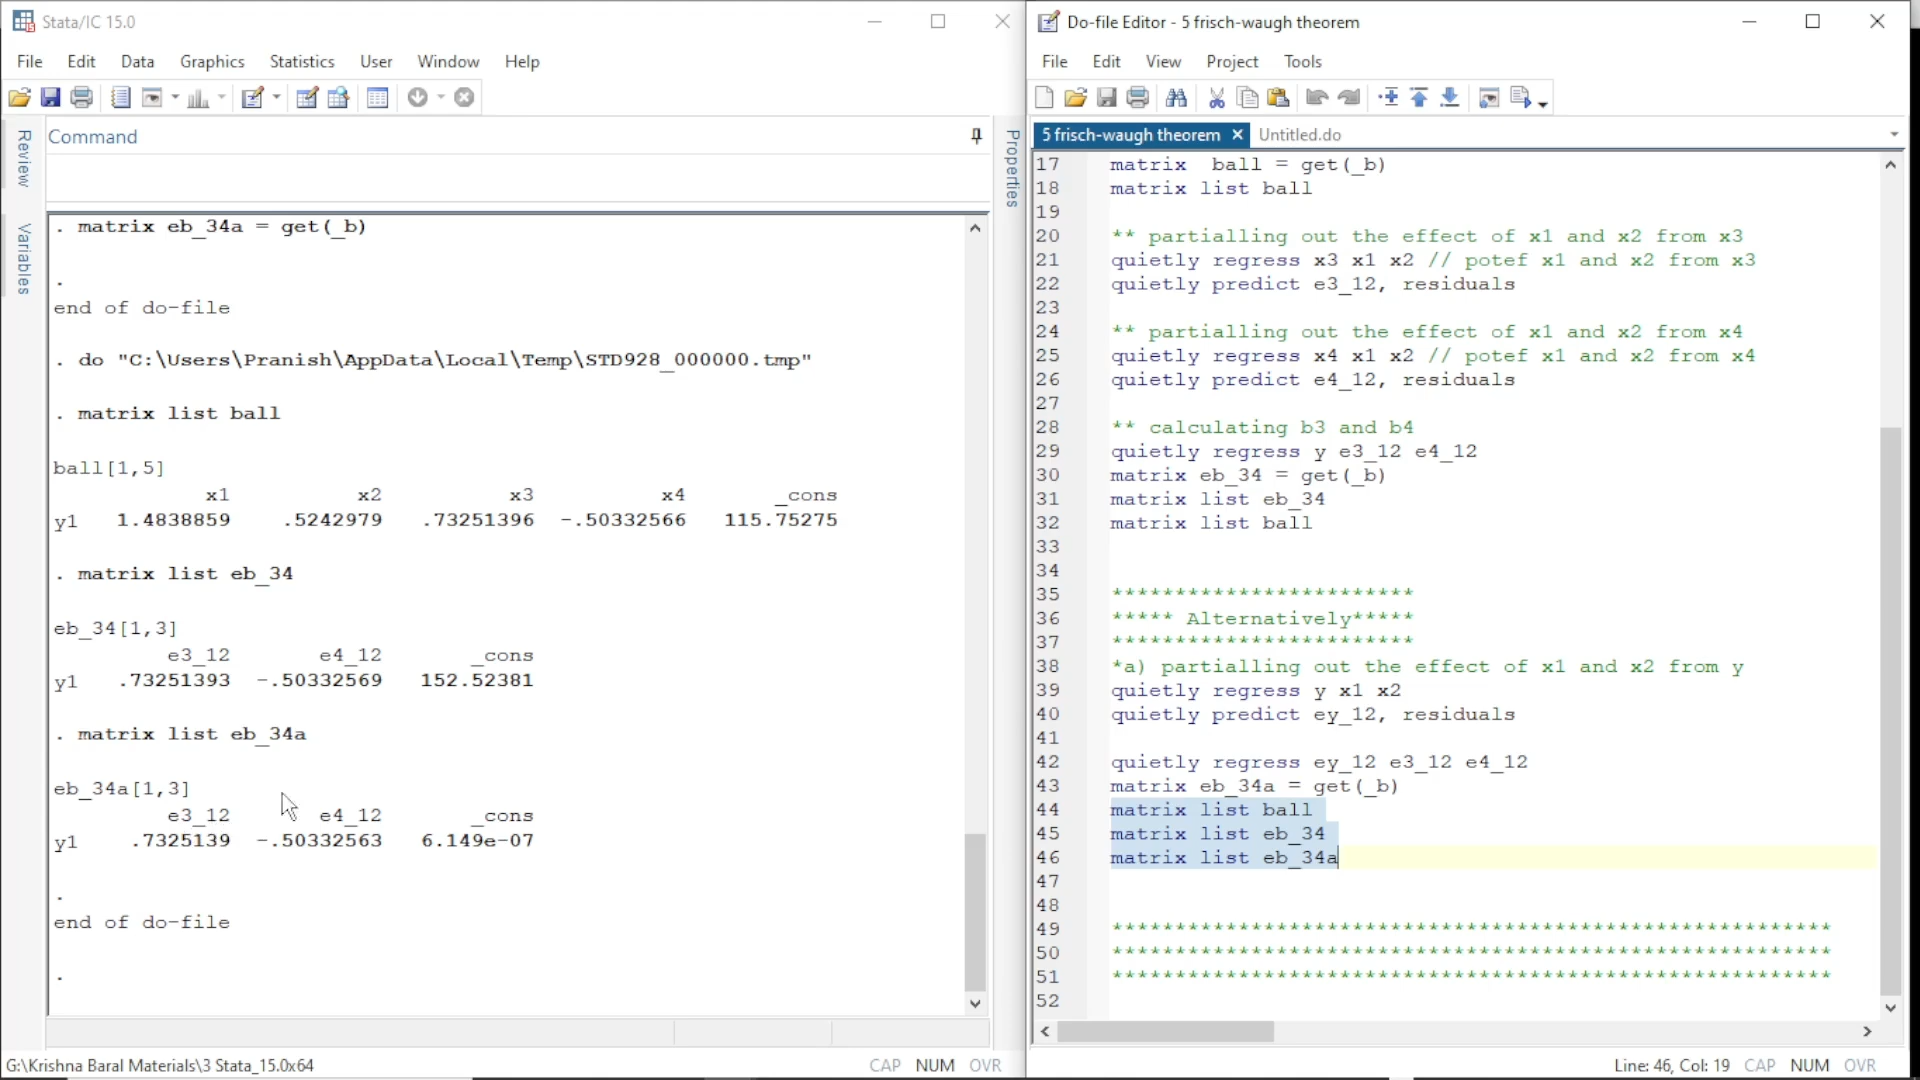 Stata/IC 15.0
File Edit Data Graphics Statistics User Window Help
Review
Variables
Command
Properties
. matrix eb_34a = get(_b)
.
end of do-file
. do "C:\Users\Pranish\AppData\Local\Temp\STD928_000000.tmp"
. matrix list ball
ball[1,5]
x1 x2 x3 x4 _cons
y1 1.4838859 .5242979 .73251396 -.50332566 115.75275
. matrix list eb_34
eb_34[1,3]
e3_12 e4_12 _cons
y1 .73251393 -.50332569 152.52381
. matrix list eb_34a
eb_34a[1,3]
e3_12 e4_12 _cons
y1 .7325139 -.50332563 6.149e-07
.
end of do-file
.
G:\Krishna Baral Materials\3 Stata_15.0x64 CAP NUM OVR
Do-file Editor - 5 frisch-waugh theorem
File Edit View Project Tools
5 frisch-waugh theorem Untitled.do
17 matrix  ball = get(_b)
18 matrix list ball
19
20 ** partialling out the effect of x1 and x2 from x3
21 quietly regress x3 x1 x2 // potef x1 and x2 from x3
22 quietly predict e3_12, residuals
23
24 ** partialling out the effect of x1 and x2 from x4
25 quietly regress x4 x1 x2 // potef x1 and x2 from x4
26 quietly predict e4_12, residuals
27
28 ** calculating b3 and b4
29 quietly regress y e3_12 e4_12
30 matrix eb_34 = get(_b)
31 matrix list eb_34
32 matrix list ball
33
34
35 ************************
36 ***** Alternatively*****
37 ************************
38 *a) partialling out the effect of x1 and x2 from y
39 quietly regress y x1 x2
40 quietly predict ey_12, residuals
41
42 quietly regress ey_12 e3_12 e4_12
43 matrix eb_34a = get(_b)
44 matrix list ball
45 matrix list eb_34
46 matrix list eb_34a
47
48
49 *********************************************************
50 *********************************************************
51 *********************************************************
52
Line: 46, Col: 19 CAP NUM OVR